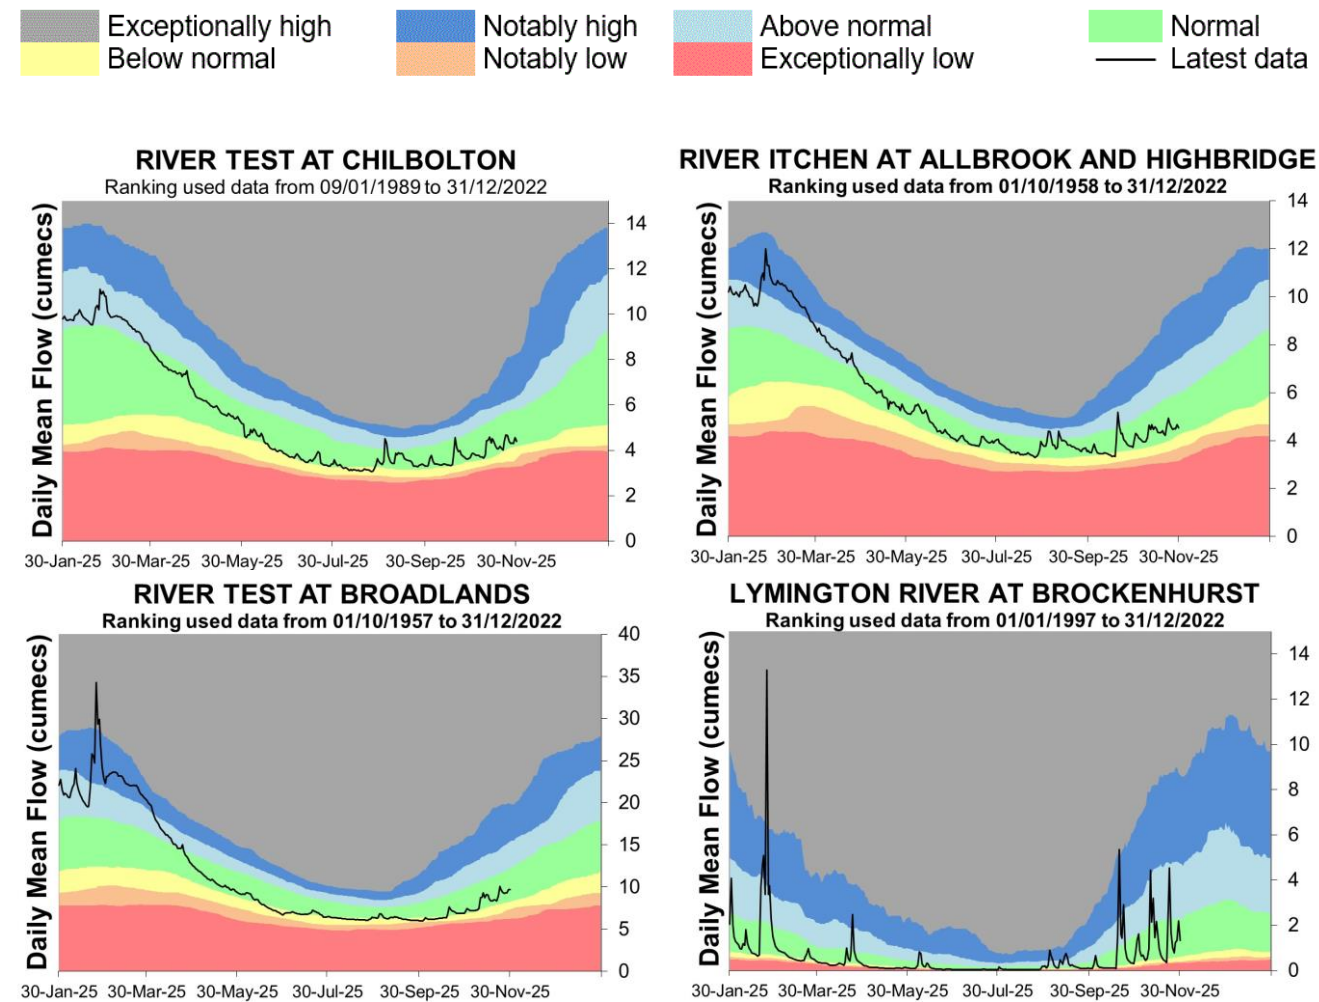 Exceptionally high Notably high Above normal Normal
Below normal Notably low Exceptionally low Latest data
RIVER TEST AT CHILBOLTON
Ranking used data from 09/01/1989 to 31/12/2022
Daily Mean Flow (cumecs)
14
12
10
8
6
4
2
0
30-Jan-25 30-Mar-25 30-May-25 30-Jul-25 30-Sep-25 30-Nov-25
RIVER ITCHEN AT ALLBROOK AND HIGHBRIDGE
Ranking used data from 01/10/1958 to 31/12/2022
Daily Mean Flow (cumecs)
14
12
10
8
6
4
2
0
30-Jan-25 30-Mar-25 30-May-25 30-Jul-25 30-Sep-25 30-Nov-25
RIVER TEST AT BROADLANDS
Ranking used data from 01/10/1957 to 31/12/2022
Daily Mean Flow (cumecs)
40
35
30
25
20
15
10
5
0
30-Jan-25 30-Mar-25 30-May-25 30-Jul-25 30-Sep-25 30-Nov-25
LYMINGTON RIVER AT BROCKENHURST
Ranking used data from 01/01/1997 to 31/12/2022
Daily Mean Flow (cumecs)
14
12
10
8
6
4
2
0
30-Jan-25 30-Mar-25 30-May-25 30-Jul-25 30-Sep-25 30-Nov-25